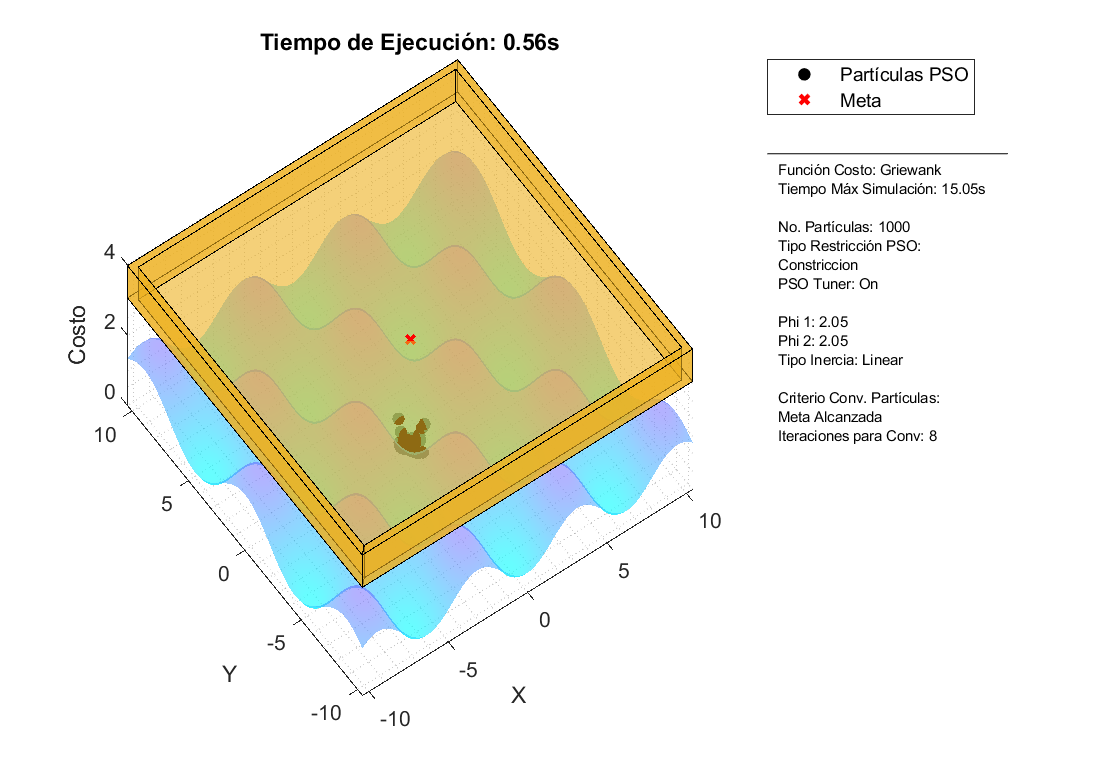 Tiempo de Ejecución: 0.56s
Partículas PSO
Meta
Función Costo: Griewank
Tiempo Máx Simulación: 15.05s
No. Partículas: 1000
Tipo Restricción PSO:
Constriccion
PSO Tuner: On
Phi 1: 2.05
Phi 2: 2.05
Tipo Inercia: Linear
Criterio Conv. Partículas:
Meta Alcanzada
Iteraciones para Conv: 8
Costo
4
2
0
10
5
0
-5
-10
Y
-10
-5
0
5
10
X